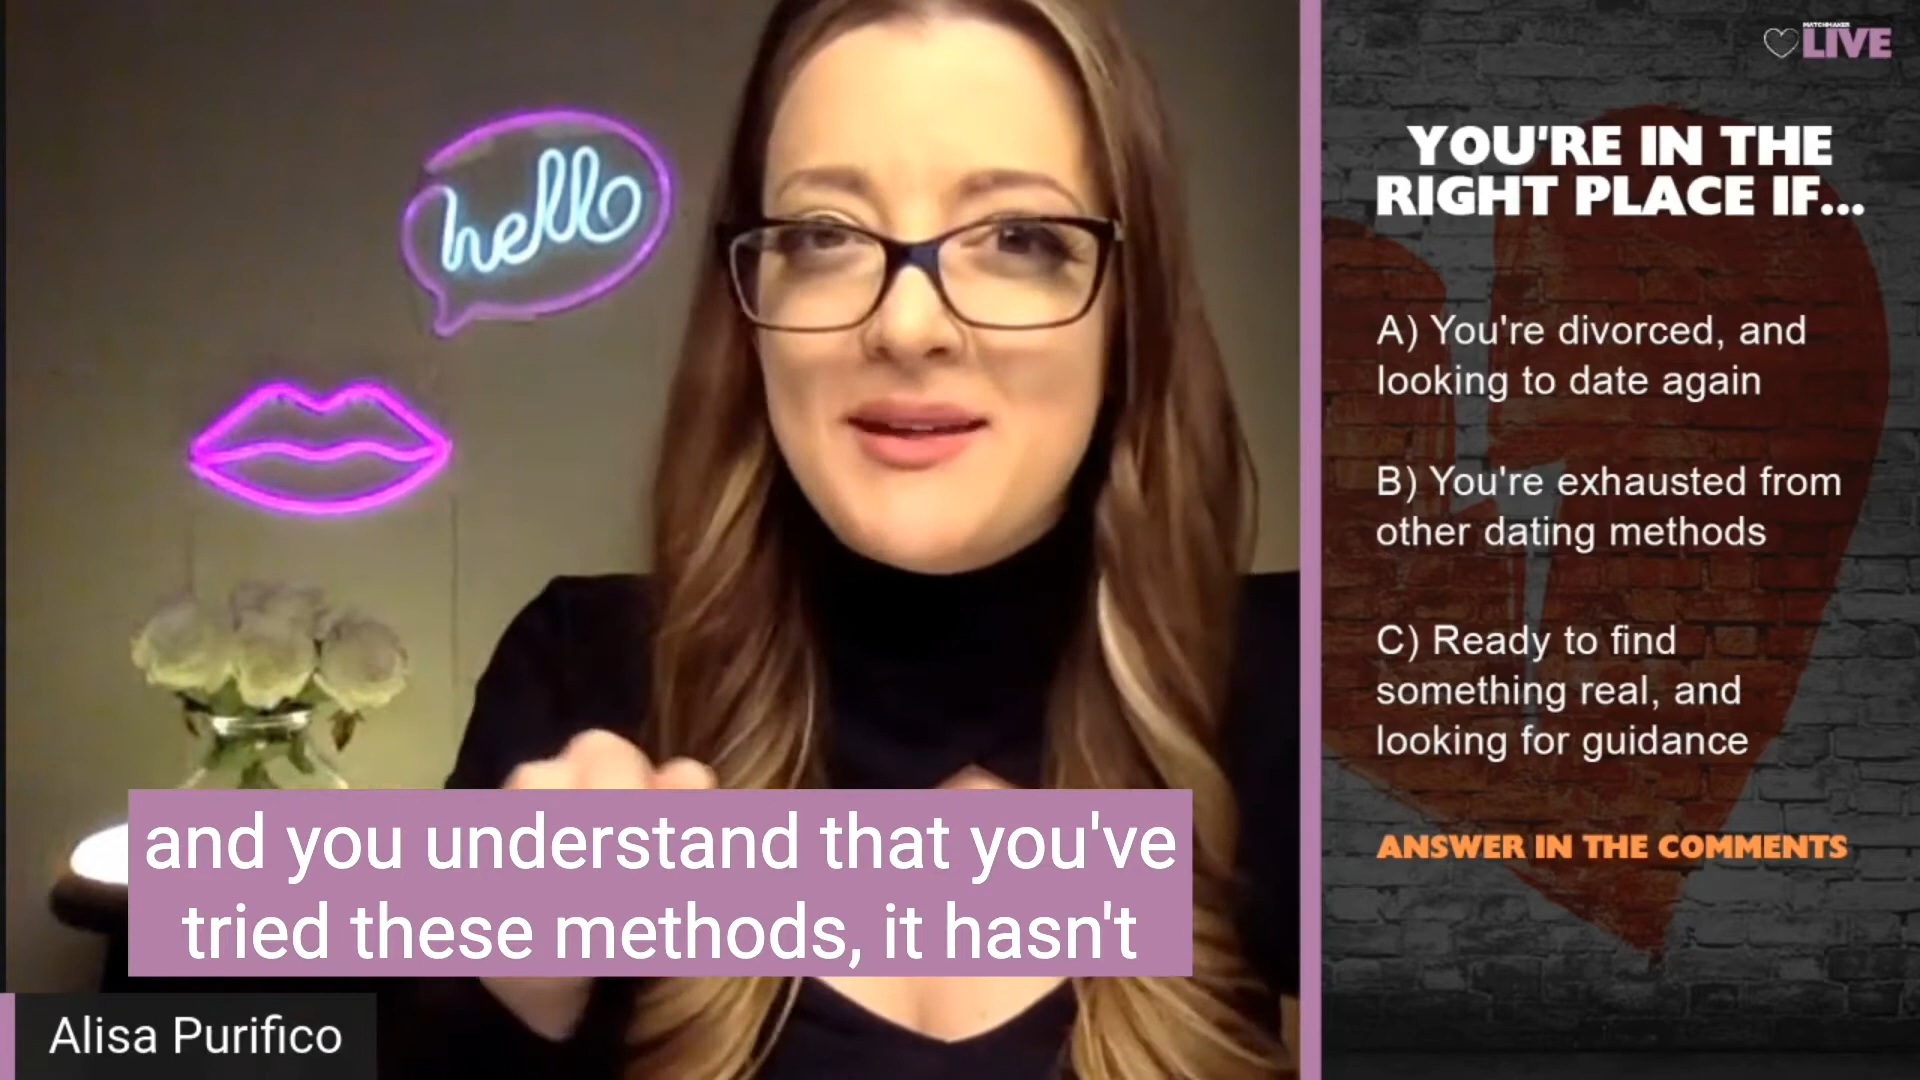 hello
and you understand that you've
tried these methods, it hasn't
Alisa Purifico
MATCHMAKER
LIVE
YOU'RE IN THE
RIGHT PLACE IF...
A) You're divorced, and
looking to date again
B) You're exhausted from
other dating methods
C) Ready to find
something real, and
looking for guidance
ANSWER IN THE COMMENTS